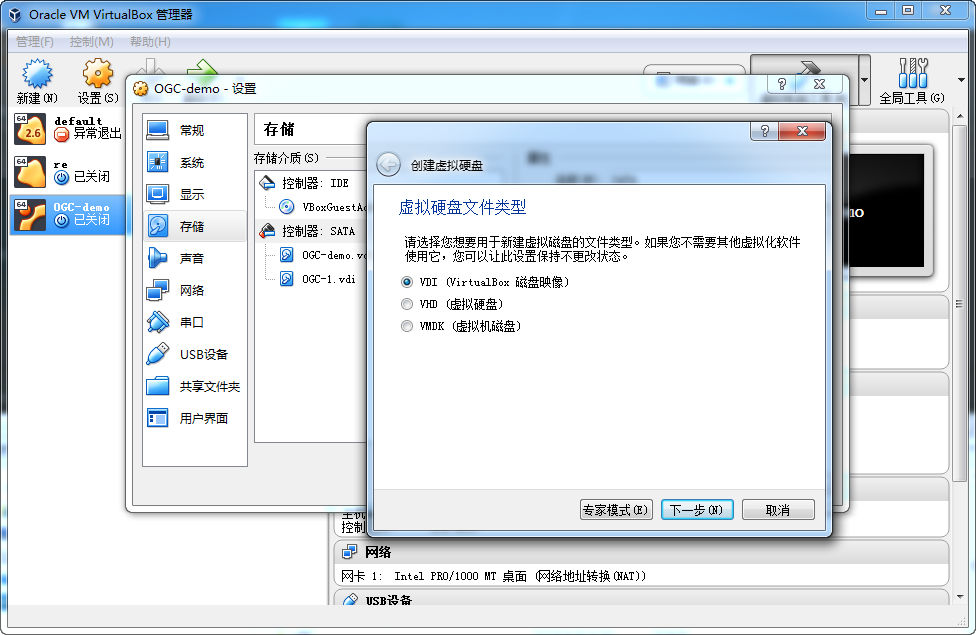 Oracle VM VirtualBox 管理器
管理(F) 控制(M) 帮助(H)
新建(N) 设置(S)
全局工具(G)
64 2.6 default
异常退出
64 re
已关闭
64 OGC-demo
已关闭
OGC-demo - 设置
常规
系统
显示
存储
声音
网络
串口
USB设备
共享文件夹
用户界面
存储
存储介质(S)
控制器: IDE
VBoxGuestAd
控制器: SATA
OGC-demo.v
OGC-1.vdi
创建虚拟硬盘
虚拟硬盘文件类型
请选择您想要用于新建虚拟磁盘的文件类型。如果您不需要其他虚拟化软件
使用它，您可以让此设置保持不更改状态。
VDI (VirtualBox 磁盘映像)
VHD (虚拟硬盘)
VMDK (虚拟机磁盘)
专家模式(E) 下一步(N) 取消
mo
主机
控制
网络
网卡 1: Intel PRO/1000 MT 桌面 (网络地址转换(NAT))
USB设备